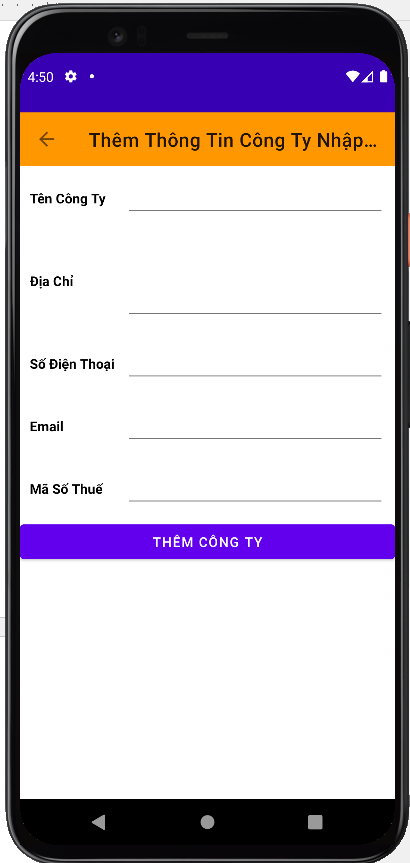 4:50
Thêm Thông Tin Công Ty Nhập...
Tên Công Ty
Địa Chỉ
Số Điện Thoại
Email
Mã Số Thuế
THÊM CÔNG TY